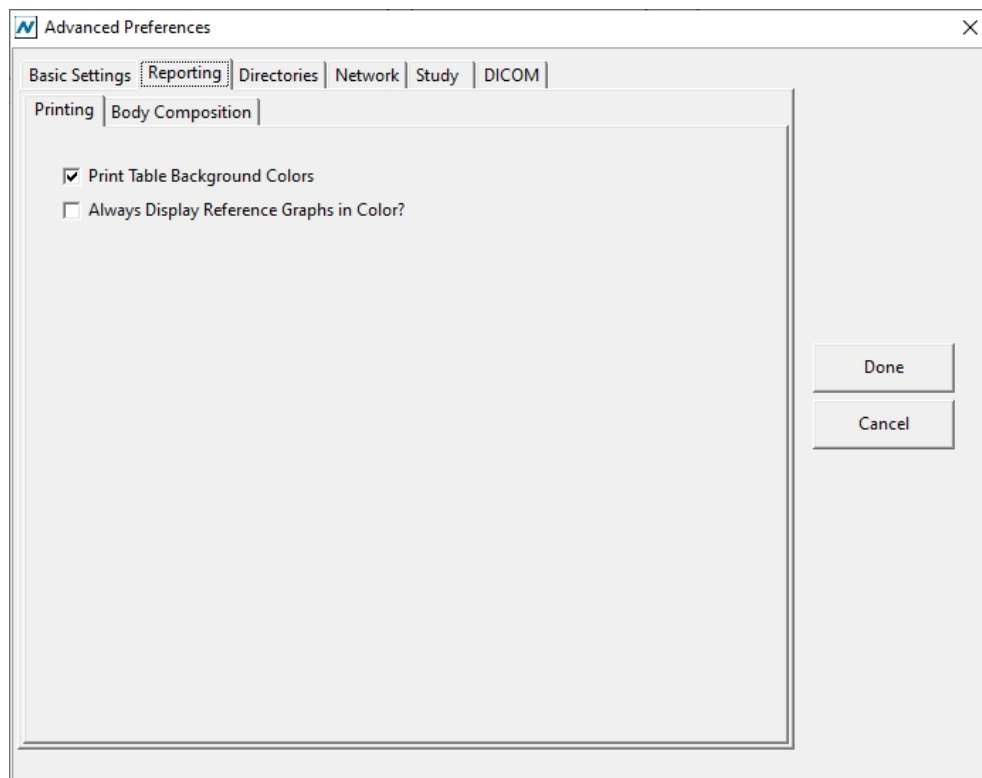 Advanced Preferences
Basic Settings Reporting Directories Network Study DICOM
Printing Body Composition
Print Table Background Colors
Always Display Reference Graphs in Color?
Done
Cancel